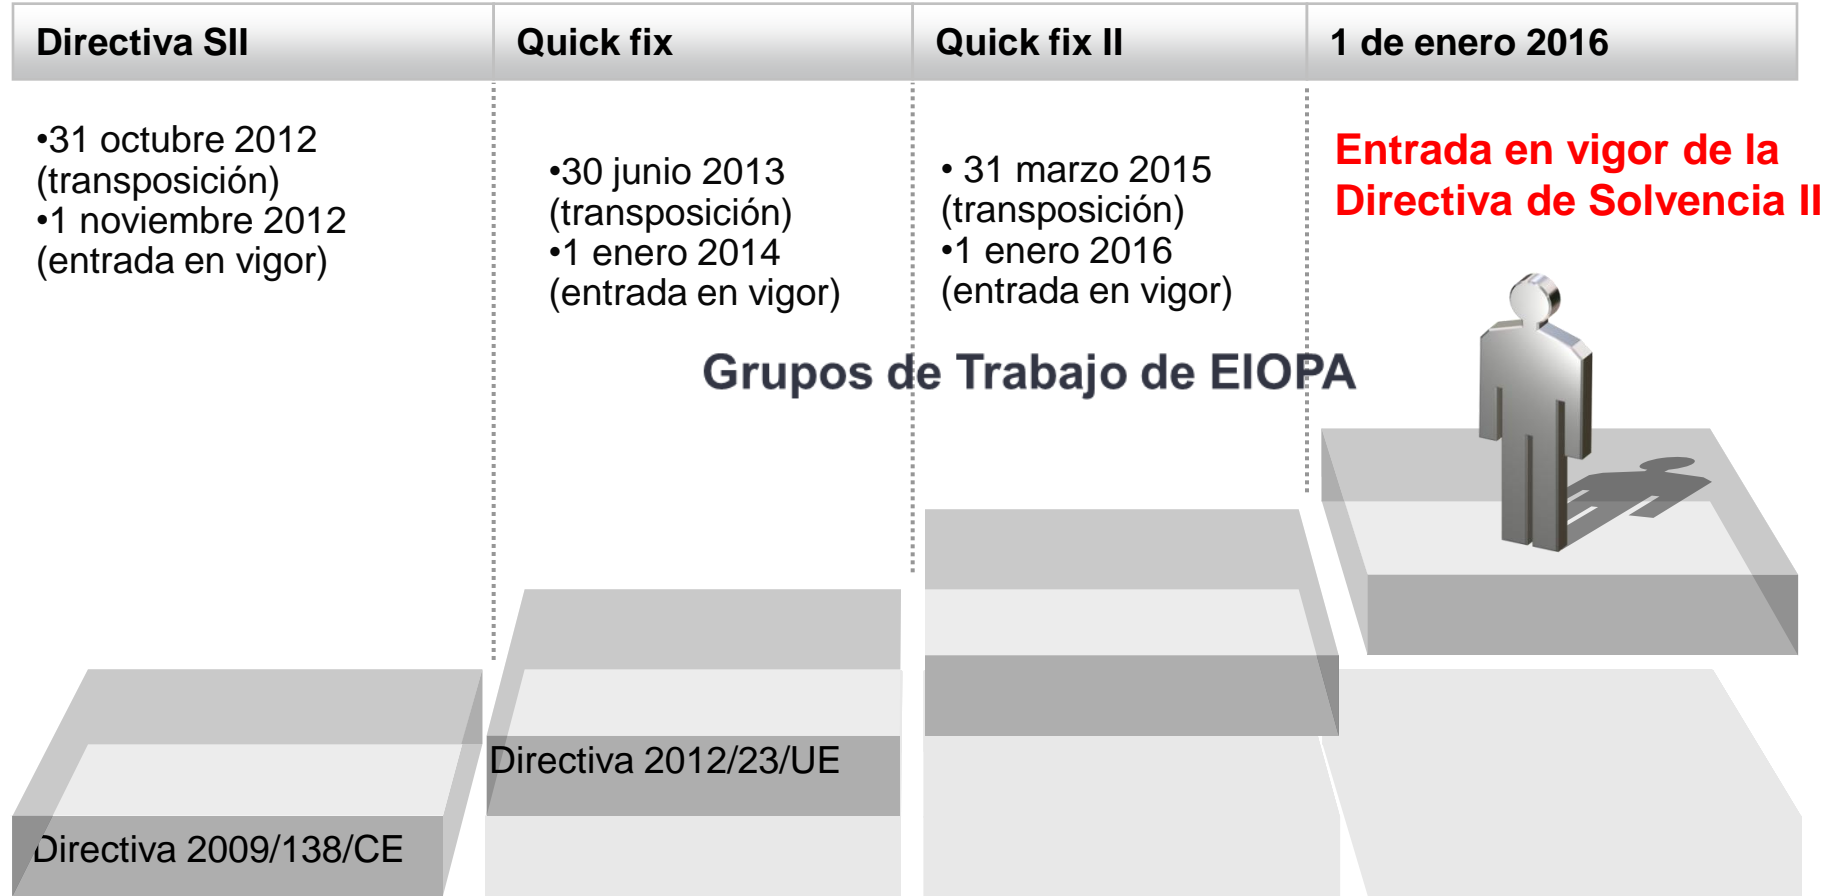 Directiva SII
Quick fix
Quick fix II
1 de enero 2016
•31 octubre 2012
(transposición)
•1 noviembre 2012
(entrada en vigor)
•30 junio 2013
(transposición)
•1 enero 2014
(entrada en vigor)
• 31 marzo 2015
(transposición)
•1 enero 2016
(entrada en vigor)
Entrada en vigor de la
Directiva de Solvencia II
Grupos de Trabajo de EIOPA
Directiva 2012/23/UE
Directiva 2009/138/CE